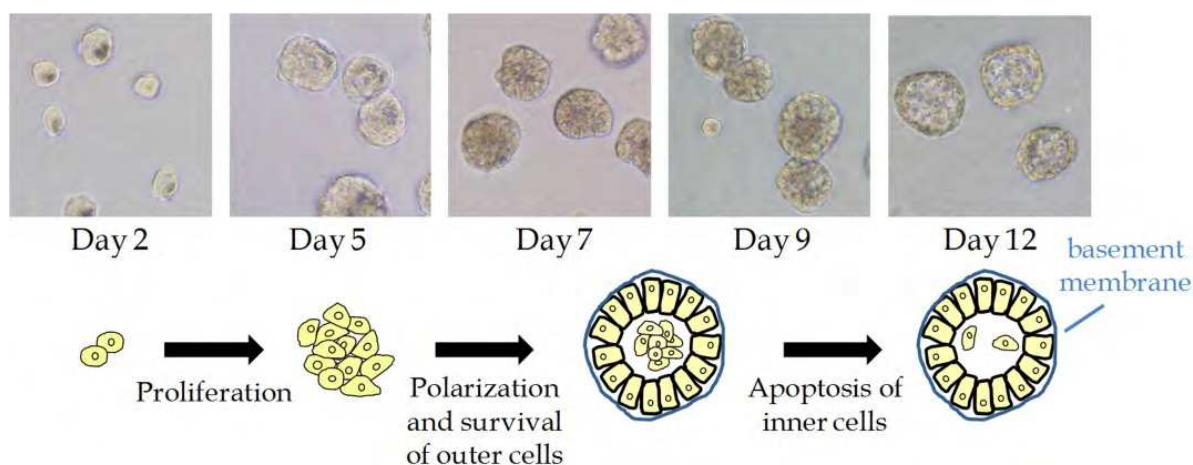 Day 2
Day 5
Day 7
Day 9
Day 12
basement
membrane
Proliferation
Polarization
and survival
of outer cells
Apoptosis of
inner cells